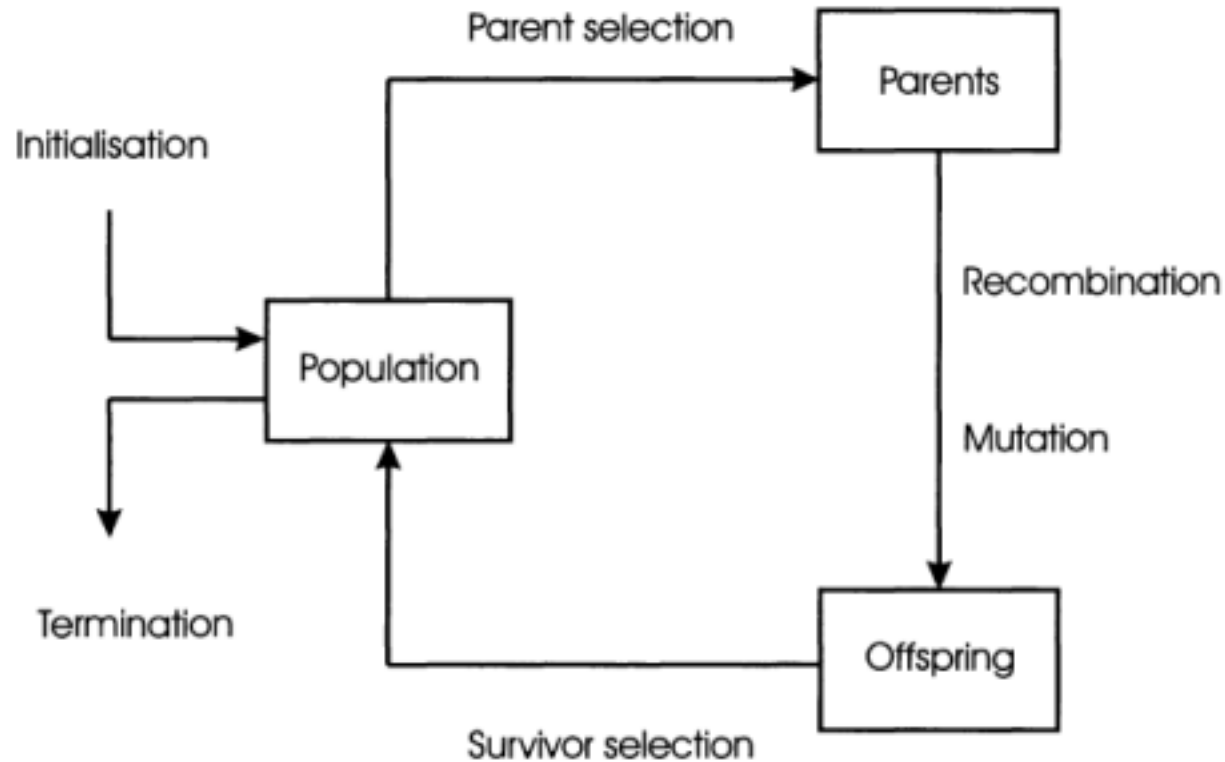 Parent selection
Parents
Initialisation
Recombination
Population
Mutation
Termination
Offspring
Survivor selection